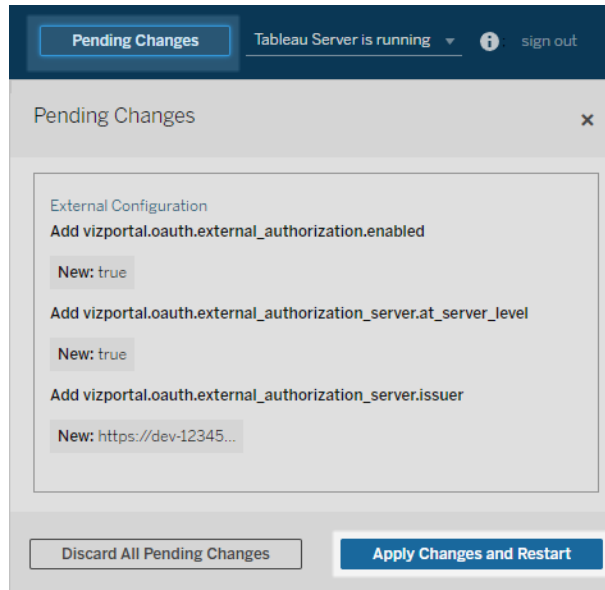 Pending Changes
Tableau Server is running
sign out
Pending Changes
External Configuration
Add vizportal.oauth.external_authorization.enabled
New: true
Add vizportal.oauth.external_authorization_server.at_server_level
New: true
Add vizportal.oauth.external_authorization_server.issuer
New: https://dev-12345...
Discard All Pending Changes
Apply Changes and Restart